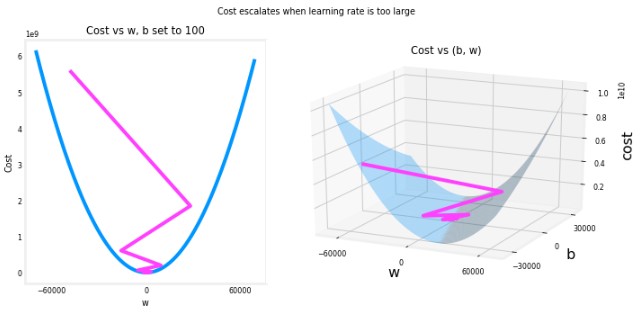 Cost escalates when learning rate is too large
Cost vs w, b set to 100
1e9
6
5
4
3
2
1
0
Cost
−60000
0
60000
w
Cost vs (b, w)
1e10
1.0
0.8
0.6
0.4
0.2
cost
30000
0
−30000
b
−60000
0
60000
w